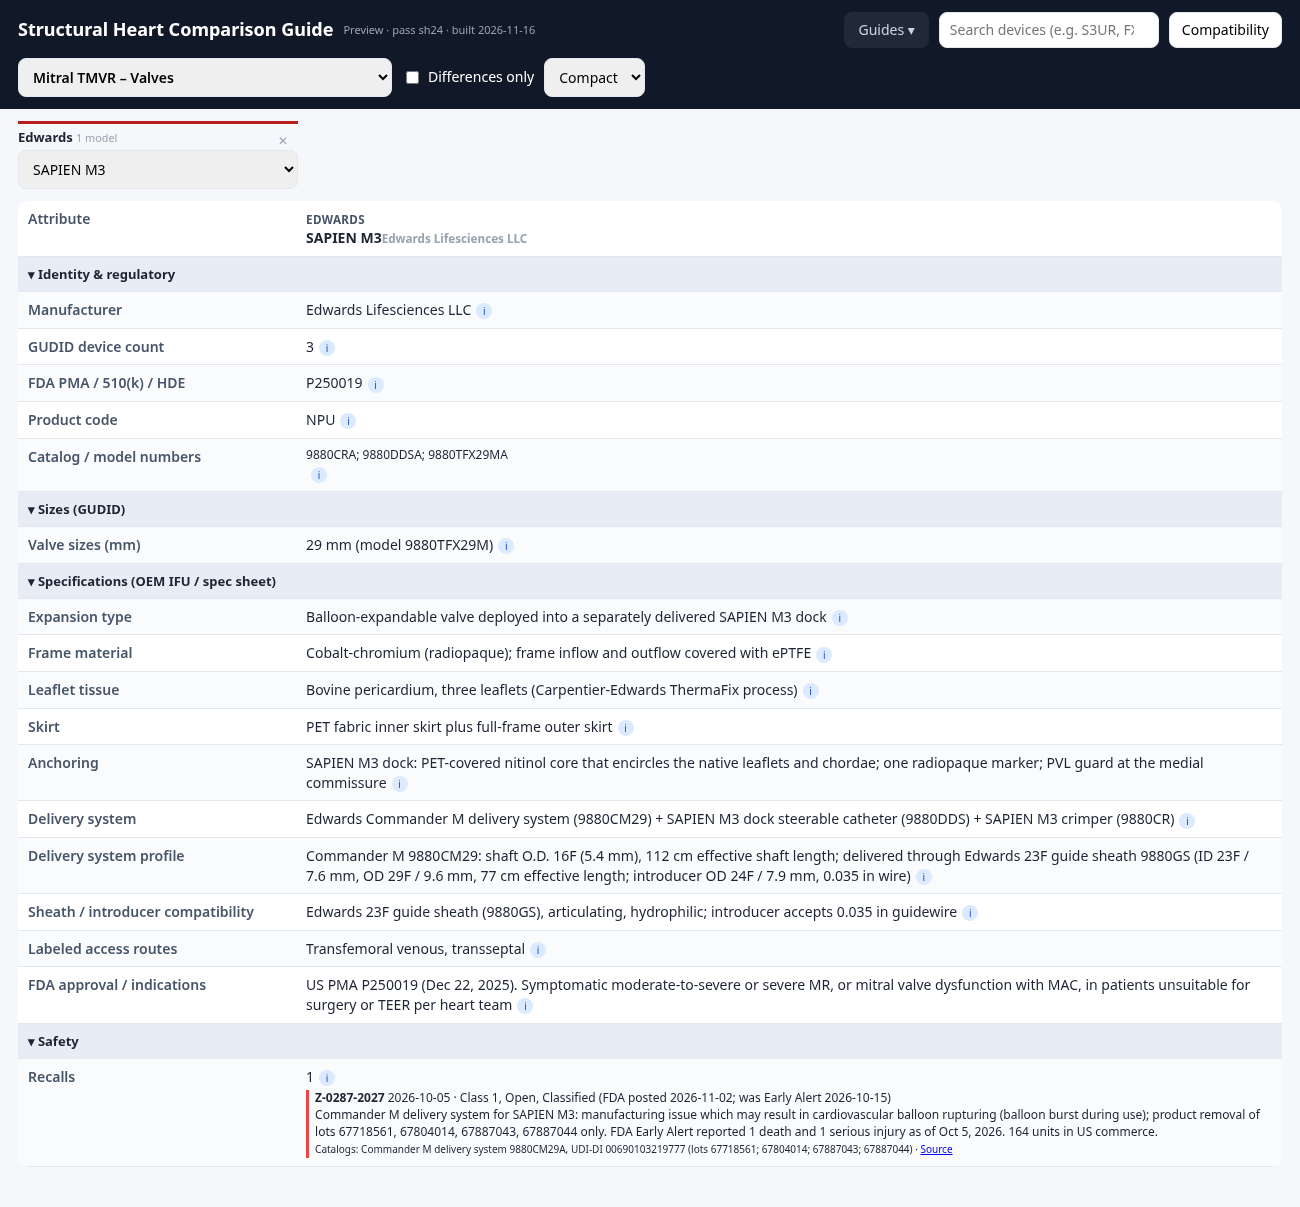 Structural Heart Comparison Guide Preview · pass sh24 · built 2026-11-16
Guides ▾ Search devices (e.g. S3UR, FX Compatibility
Mitral TMVR – Valves Differences only Compact
Edwards 1 model ×
SAPIEN M3
Attribute EDWARDS
SAPIEN M3Edwards Lifesciences LLC
▾ Identity & regulatory
Manufacturer Edwards Lifesciences LLC i
GUDID device count 3 i
FDA PMA / 510(k) / HDE P250019 i
Product code NPU i
Catalog / model numbers 9880CRA; 9880DDSA; 9880TFX29MA
i
▾ Sizes (GUDID)
Valve sizes (mm) 29 mm (model 9880TFX29M) i
▾ Specifications (OEM IFU / spec sheet)
Expansion type Balloon-expandable valve deployed into a separately delivered SAPIEN M3 dock i
Frame material Cobalt-chromium (radiopaque); frame inflow and outflow covered with ePTFE i
Leaflet tissue Bovine pericardium, three leaflets (Carpentier-Edwards ThermaFix process) i
Skirt PET fabric inner skirt plus full-frame outer skirt i
Anchoring SAPIEN M3 dock: PET-covered nitinol core that encircles the native leaflets and chordae; one radiopaque marker; PVL guard at the medial
commissure i
Delivery system Edwards Commander M delivery system (9880CM29) + SAPIEN M3 dock steerable catheter (9880DDS) + SAPIEN M3 crimper (9880CR) i
Delivery system profile Commander M 9880CM29: shaft O.D. 16F (5.4 mm), 112 cm effective shaft length; delivered through Edwards 23F guide sheath 9880GS (ID 23F /
7.6 mm, OD 29F / 9.6 mm, 77 cm effective length; introducer OD 24F / 7.9 mm, 0.035 in wire) i
Sheath / introducer compatibility Edwards 23F guide sheath (9880GS), articulating, hydrophilic; introducer accepts 0.035 in guidewire i
Labeled access routes Transfemoral venous, transseptal i
FDA approval / indications US PMA P250019 (Dec 22, 2025). Symptomatic moderate-to-severe or severe MR, or mitral valve dysfunction with MAC, in patients unsuitable for
surgery or TEER per heart team i
▾ Safety
Recalls 1 i
Z-0287-2027 2026-10-05 · Class 1, Open, Classified (FDA posted 2026-11-02; was Early Alert 2026-10-15)
Commander M delivery system for SAPIEN M3: manufacturing issue which may result in cardiovascular balloon rupturing (balloon burst during use); product removal of
lots 67718561, 67804014, 67887043, 67887044 only. FDA Early Alert reported 1 death and 1 serious injury as of Oct 5, 2026. 164 units in US commerce.
Catalogs: Commander M delivery system 9880CM29A, UDI-DI 00690103219777 (lots 67718561; 67804014; 67887043; 67887044) · Source